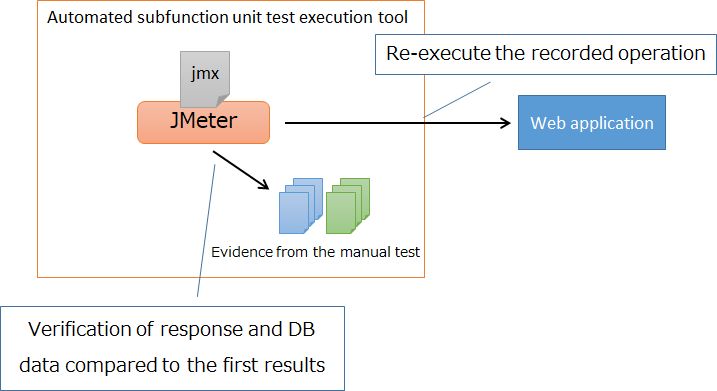 Automated subfunction unit test execution tool
Re-execute the recorded operation
jmx
JMeter
Web application
Evidence from the manual test
Verification of response and DB
data compared to the first results